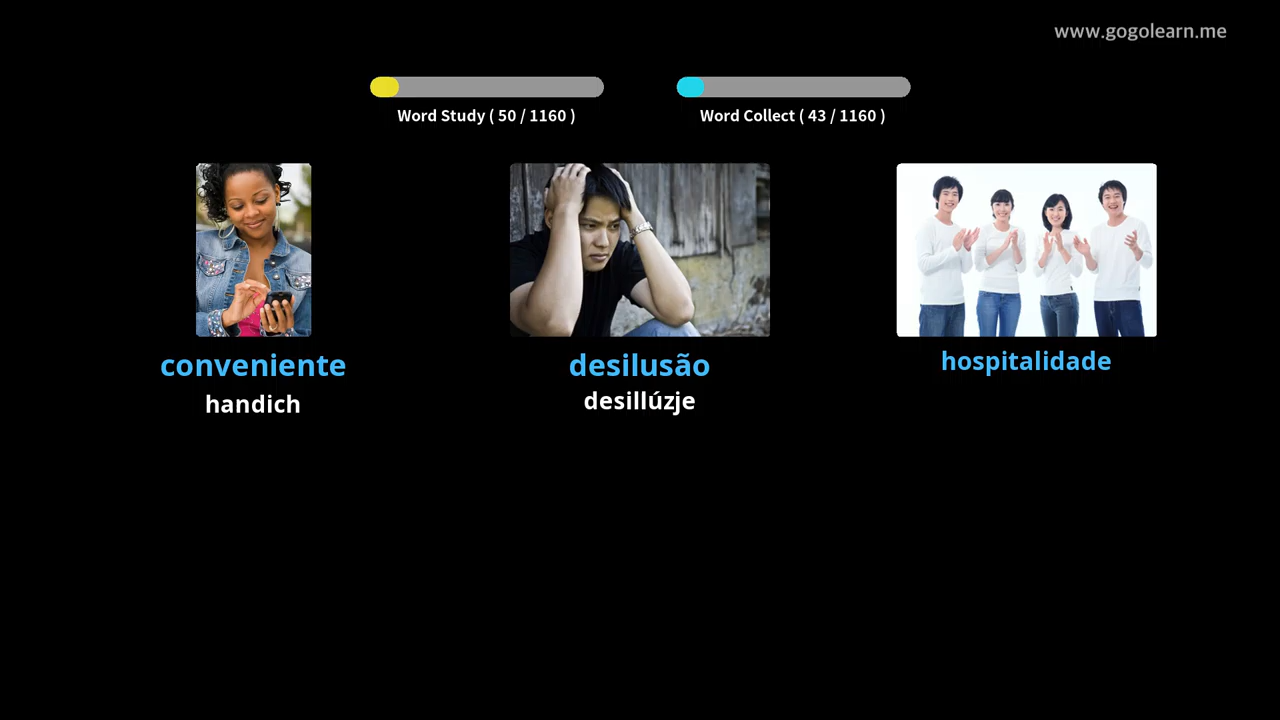 www.gogolearn.me
Word Study ( 50 / 1160 )
Word Collect ( 43 / 1160 )
conveniente
handich
desilusão
desillúzje
hospitalidade